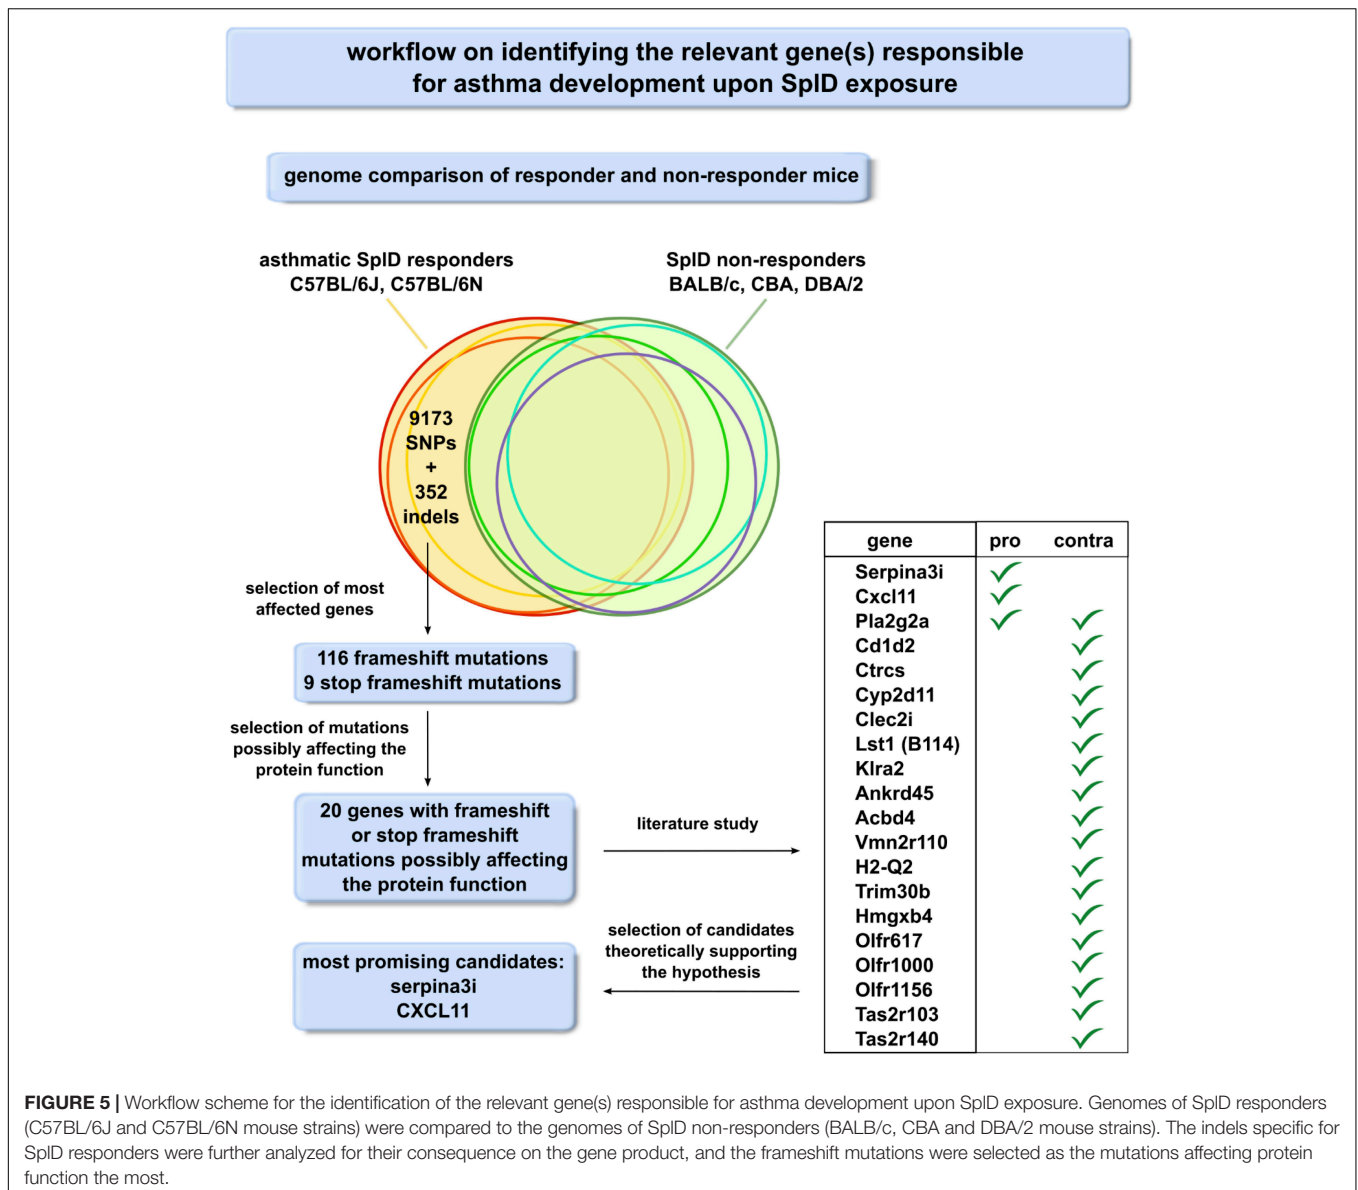 workflow on identifying the relevant gene(s) responsible
for asthma development upon SplD exposure
genome comparison of responder and non-responder mice
asthmatic SplD responders
C57BL/6J, C57BL/6N
SplD non-responders
BALB/c, CBA, DBA/2
9173
SNPs
+
352
indels
selection of most
affected genes
116 frameshift mutations
9 stop frameshift mutations
selection of mutations
possibly affecting the
protein function
20 genes with frameshift
or stop frameshift
mutations possibly affecting
the protein function
literature study
gene pro contra
Serpina3i ✓
Cxcl11 ✓
Pla2g2a ✓ ✓
Cd1d2 ✓
Ctrcs ✓
Cyp2d11 ✓
Clec2i ✓
Lst1 (B114) ✓
Klra2 ✓
Ankrd45 ✓
Acbd4 ✓
Vmn2r110 ✓
H2-Q2 ✓
Trim30b ✓
Hmgxb4 ✓
Olfr617 ✓
Olfr1000 ✓
Olfr1156 ✓
Tas2r103 ✓
Tas2r140 ✓
selection of candidates
theoretically supporting
the hypothesis
most promising candidates:
serpina3i
CXCL11
FIGURE 5 | Workflow scheme for the identification of the relevant gene(s) responsible for asthma development upon SplD exposure. Genomes of SplD responders
(C57BL/6J and C57BL/6N mouse strains) were compared to the genomes of SplD non-responders (BALB/c, CBA and DBA/2 mouse strains). The indels specific for
SplD responders were further analyzed for their consequence on the gene product, and the frameshift mutations were selected as the mutations affecting protein
function the most.